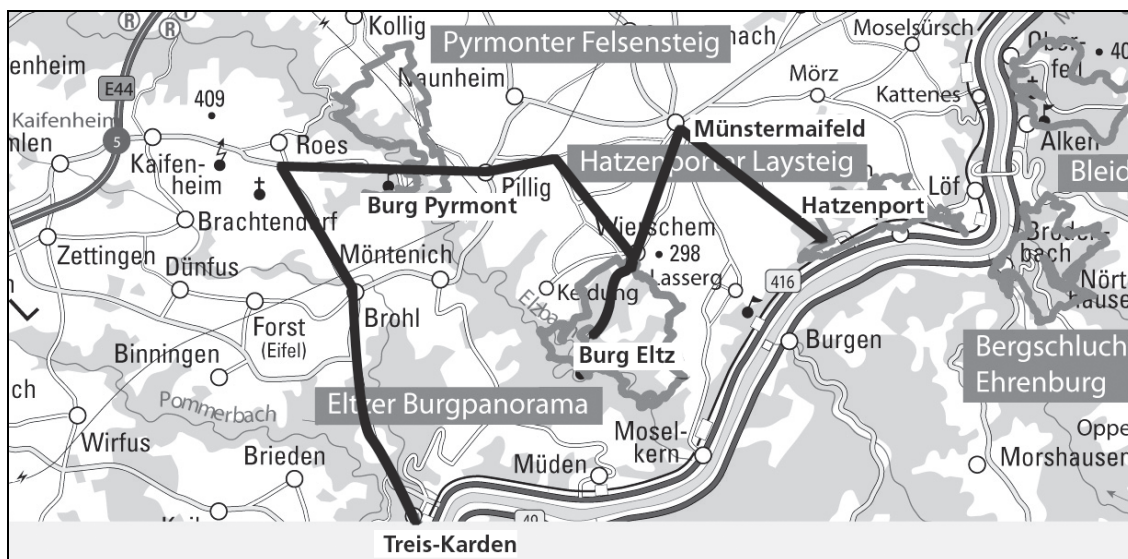 R
R
Kollig
Pyrmonter Felsensteig
Moselsürsch
Naunheim
Mörz
Kattenes
E44
409
Kaifenheim
5
Roes
Kaifen-
heim
Münstermaifeld
Alken
Hatzenporter Laysteig
Pillig
Löf
Burg Pyrmont
Hatzenport
Brachtendorf
Wierschem
298
Zettingen
Möntenich
Lasserg
Dünfus
416
Brohl
Forst
(Eifel)
Burg Eltz
Burgen
Binningen
Bergschluch
Ehrenburg
Eltzer Burgpanorama
Pommerbach
Mosel-
kern
Wirfus
Brieden
Müden
Morshausen
Treis-Karden